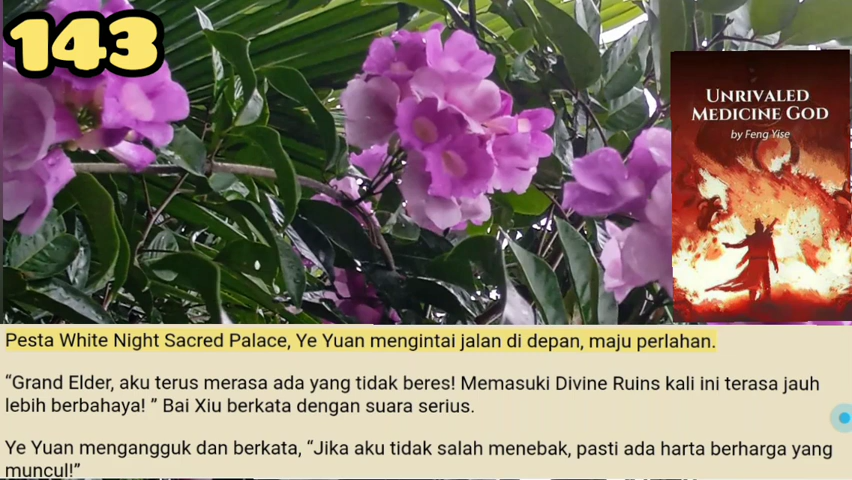 143
UNRIVALED
MEDICINE GOD
by Feng Yise
Pesta White Night Sacred Palace, Ye Yuan mengintai jalan di depan, maju perlahan.
“Grand Elder, aku terus merasa ada yang tidak beres! Memasuki Divine Ruins kali ini terasa jauh
lebih berbahaya! ” Bai Xiu berkata dengan suara serius.
Ye Yuan mengangguk dan berkata, “Jika aku tidak salah menebak, pasti ada harta berharga yang
muncul!”